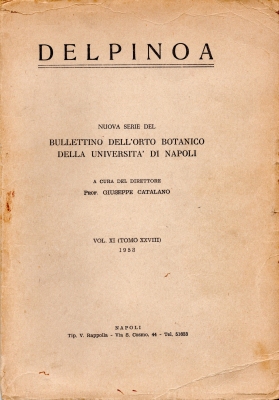 DELPINOA
NUOVA SERIE DEL
BULLETTINO DELL'ORTO BOTANICO
DELLA UNIVERSITA' DI NAPOLI
A CURA DEL DIRETTORE
PROF. GIUSEPPE CATALANO
VOL. XI (TOMO XXVIII)
1958
NAPOLI
Tip. V. Rappolla - Via S. Cosmo, 44 - Tel. 51655